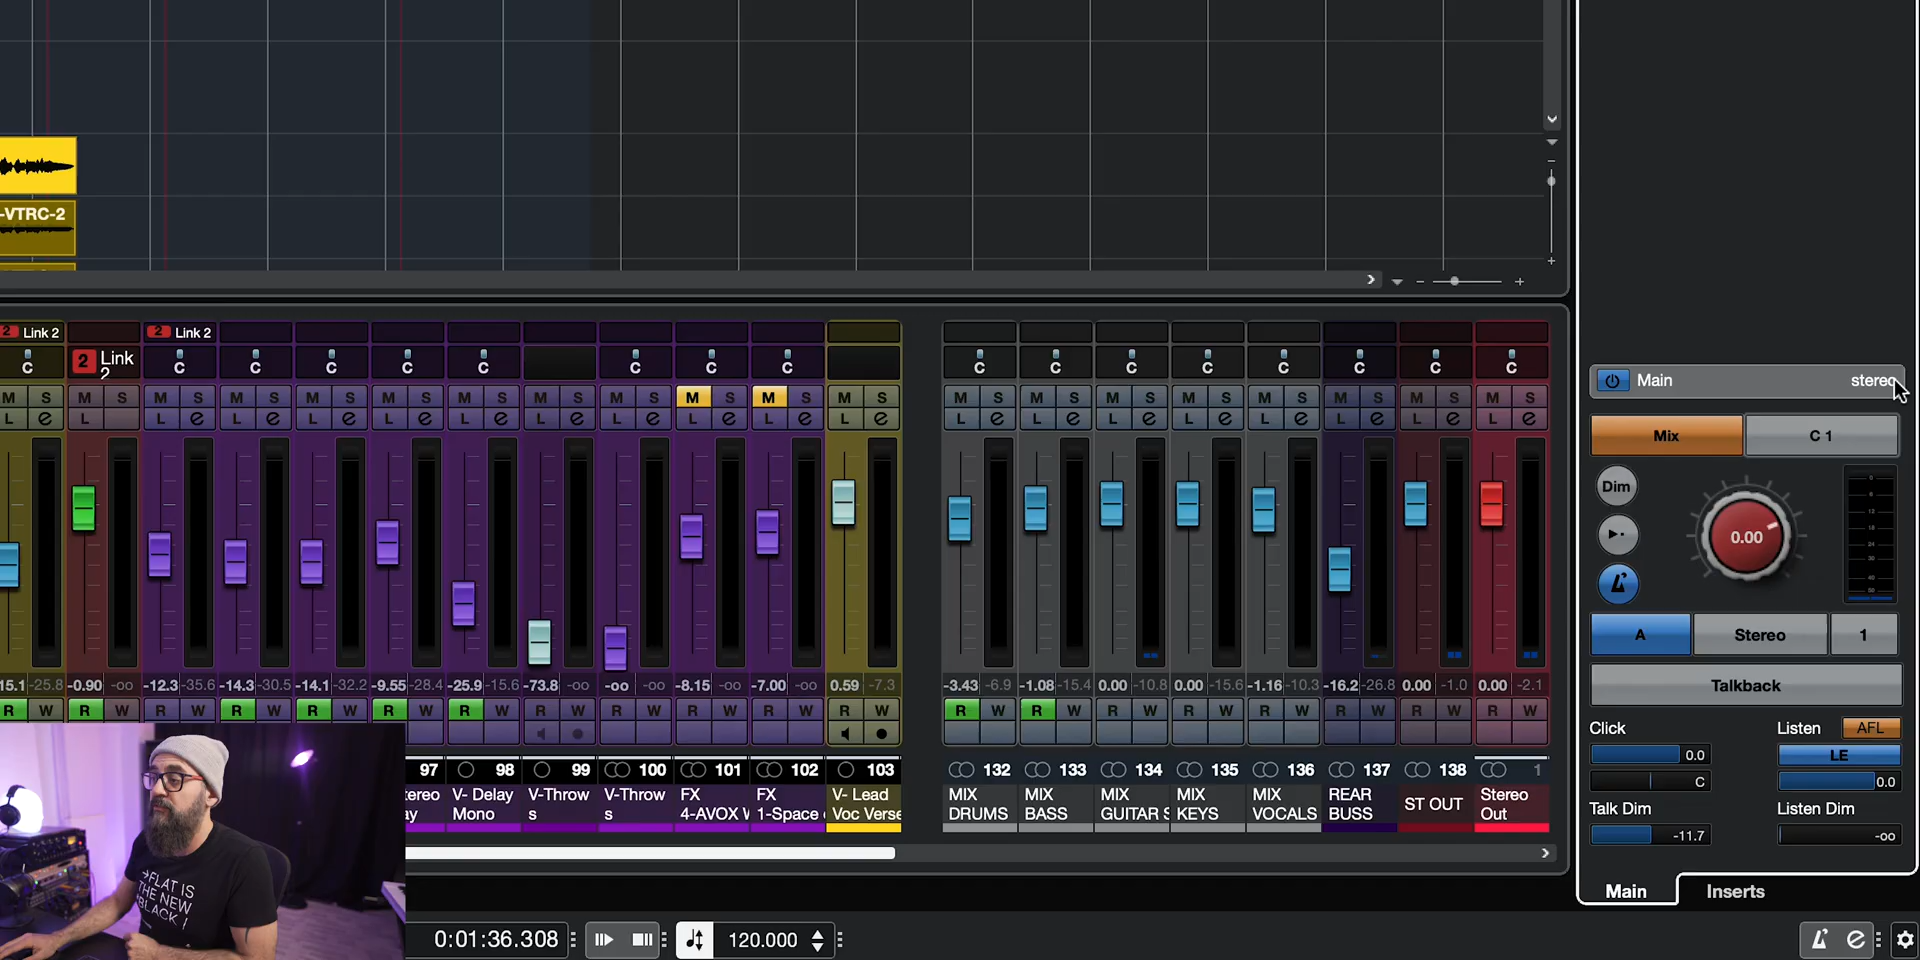 -VTRC-2
2 Link 2
2 Link 2
2 Link 2
C C C C C C C C C
C C C C C C C C
M S M S M S M S M S M S M S M S M S M S M S M S
M S M S M S M S M S M S M S M S
L e L L e L e L e L e L e L e L e L e L e L e
L e L e L e L e L e L e L e L e
15.1 -25.8 -0.90 -oo -12.3 -35.6 -14.3 -30.5 -14.1 -32.2 -9.55 -28.4 -25.9 -15.6 -73.8 -oo -oo -oo -8.15 -oo -7.00 -oo 0.59 -7.3
-3.43 -6.9 -1.08 -15.4 0.00 -10.8 0.00 -15.6 -1.16 -10.3 -16.2 -26.8 0.00 -1.0 0.00 -2.1
R W R W R W R W R W R W R W R W R W R W R W R W
R W R W R W R W R W R W R W R W
97 98 99 100 101 102 103
132 133 134 135 136 137 138 1
tereo
ay
V- Delay
Mono
V-Throw
s
V-Throw
s
FX
4-AVOX V
FX
1-Space
V- Lead
Voc Verse
MIX
DRUMS
MIX
BASS
MIX
GUITAR S
MIX
KEYS
MIX
VOCALS
REAR
BUSS
ST OUT
Stereo
Out
Main stereo
Mix C 1
Dim
0.00
A Stereo 1
Talkback
Click Listen AFL
0.0 LE
C 0.0
Talk Dim Listen Dim
-11.7 -oo
Main Inserts
0:01:36.308 120.000
FLAT IS
THE NEW
BLACK !